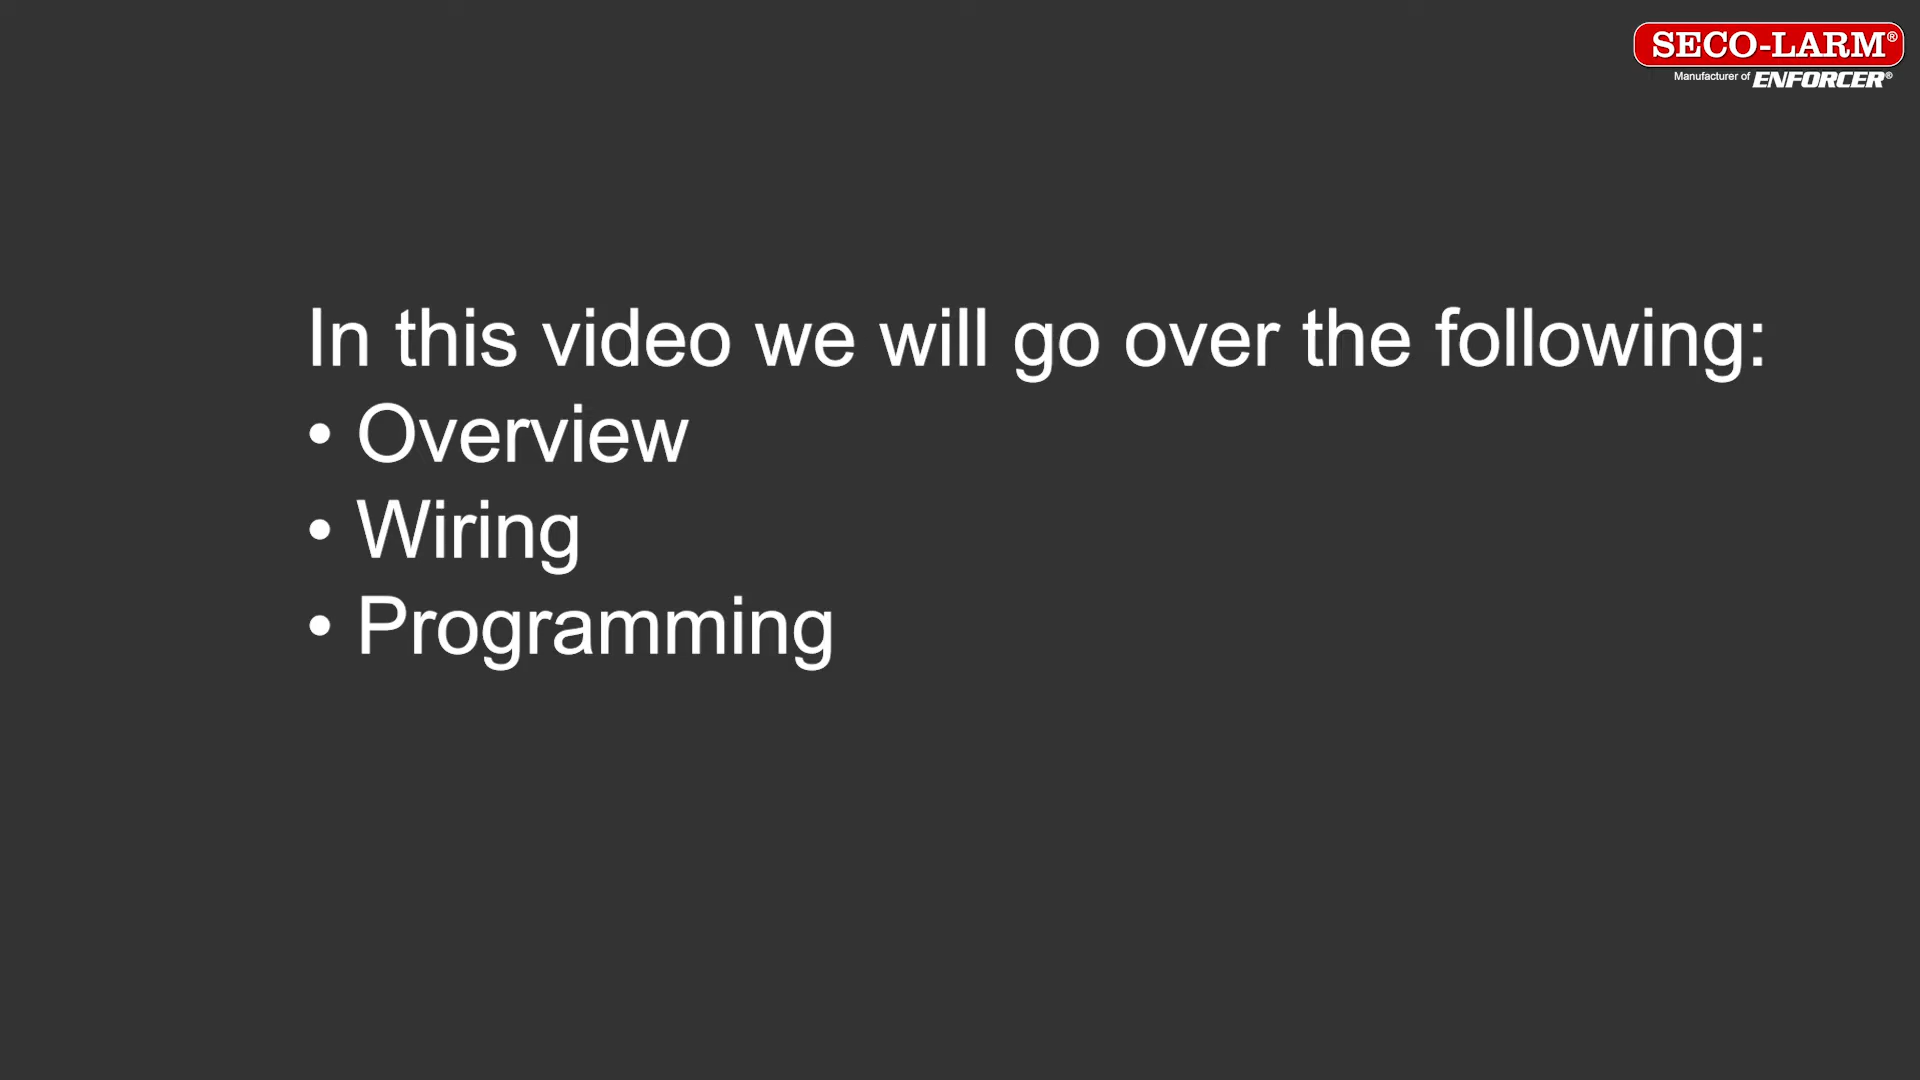 SECO-LARM®
Manufacturer of ENFORCER®
In this video we will go over the following:
• Overview
• Wiring
• Programming